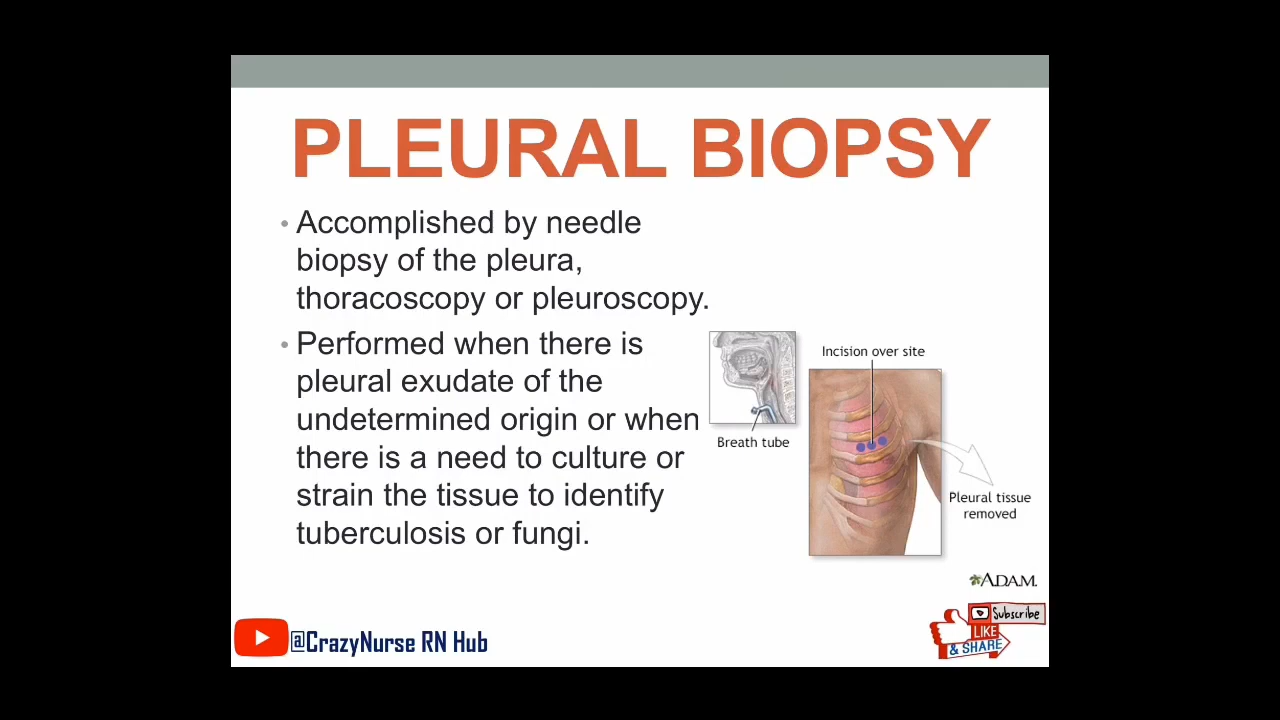 PLEURAL BIOPSY
• Accomplished by needle
biopsy of the pleura,
thoracoscopy or pleuroscopy.
• Performed when there is
pleural exudate of the
undetermined origin or when
there is a need to culture or
strain the tissue to identify
tuberculosis or fungi.
Incision over site
Breath tube
Pleural tissue
removed
A.D.A.M.
Subscribe
LIKE
& SHARE
@CrazyNurse RN Hub